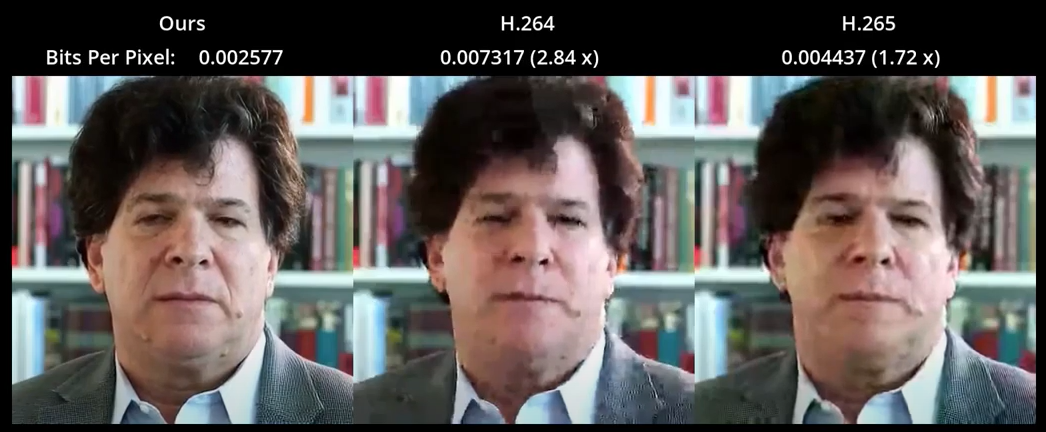 Ours H.264 H.265
Bits Per Pixel: 0.002577 0.007317 (2.84 x) 0.004437 (1.72 x)